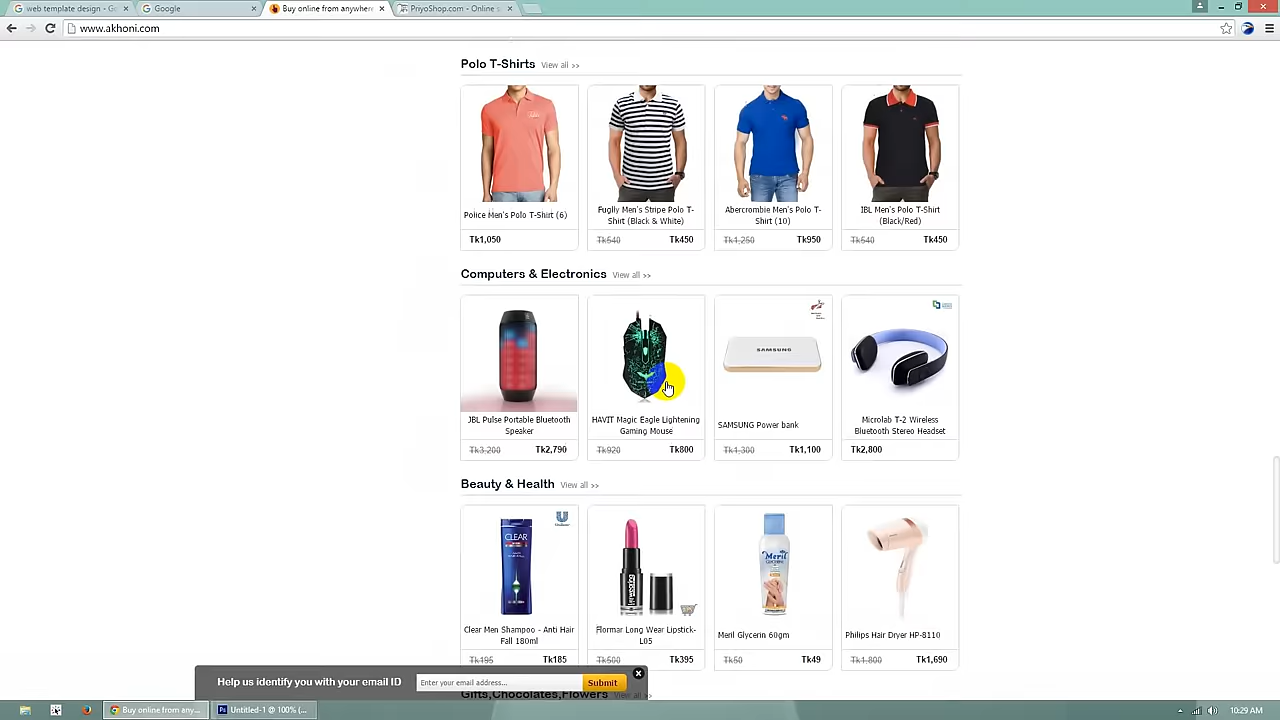 web template design - Go
Google
Buy online from anywhere
PriyoShop.com - Online s
www.akhoni.com
Polo T-Shirts View all >>
Police Men's Polo T-Shirt (6)
Fuglly Men's Stripe Polo T-
Shirt (Black & White)
Abercrombie Men's Polo T-
Shirt (10)
IBL Men's Polo T-Shirt
(Black/Red)
Tk1,050
Tk540 Tk450
Tk1,250 Tk950
Tk540 Tk450
Computers & Electronics View all >>
SAMSUNG
JBL Pulse Portable Bluetooth
Speaker
HAVIT Magic Eagle Lightening
Gaming Mouse
SAMSUNG Power bank
Microlab T-2 Wireless
Bluetooth Stereo Headset
Tk3,200 Tk2,790
Tk920 Tk800
Tk1,300 Tk1,100
Tk2,800
Beauty & Health View all >>
CLEAR
Meril
Clear Men Shampoo - Anti Hair
Fall 180ml
Flormar Long Wear Lipstick-
L05
Meril Glycerin 60gm
Philips Hair Dryer HP-8110
Tk195 Tk185
Tk500 Tk395
Tk50 Tk49
Tk1,800 Tk1,690
Help us identify you with your email ID
Enter your email address...
Submit
Gifts,Chocolates,Flowers View all >>
Buy online from any...
Untitled-1 @ 100% (...
10:29 AM